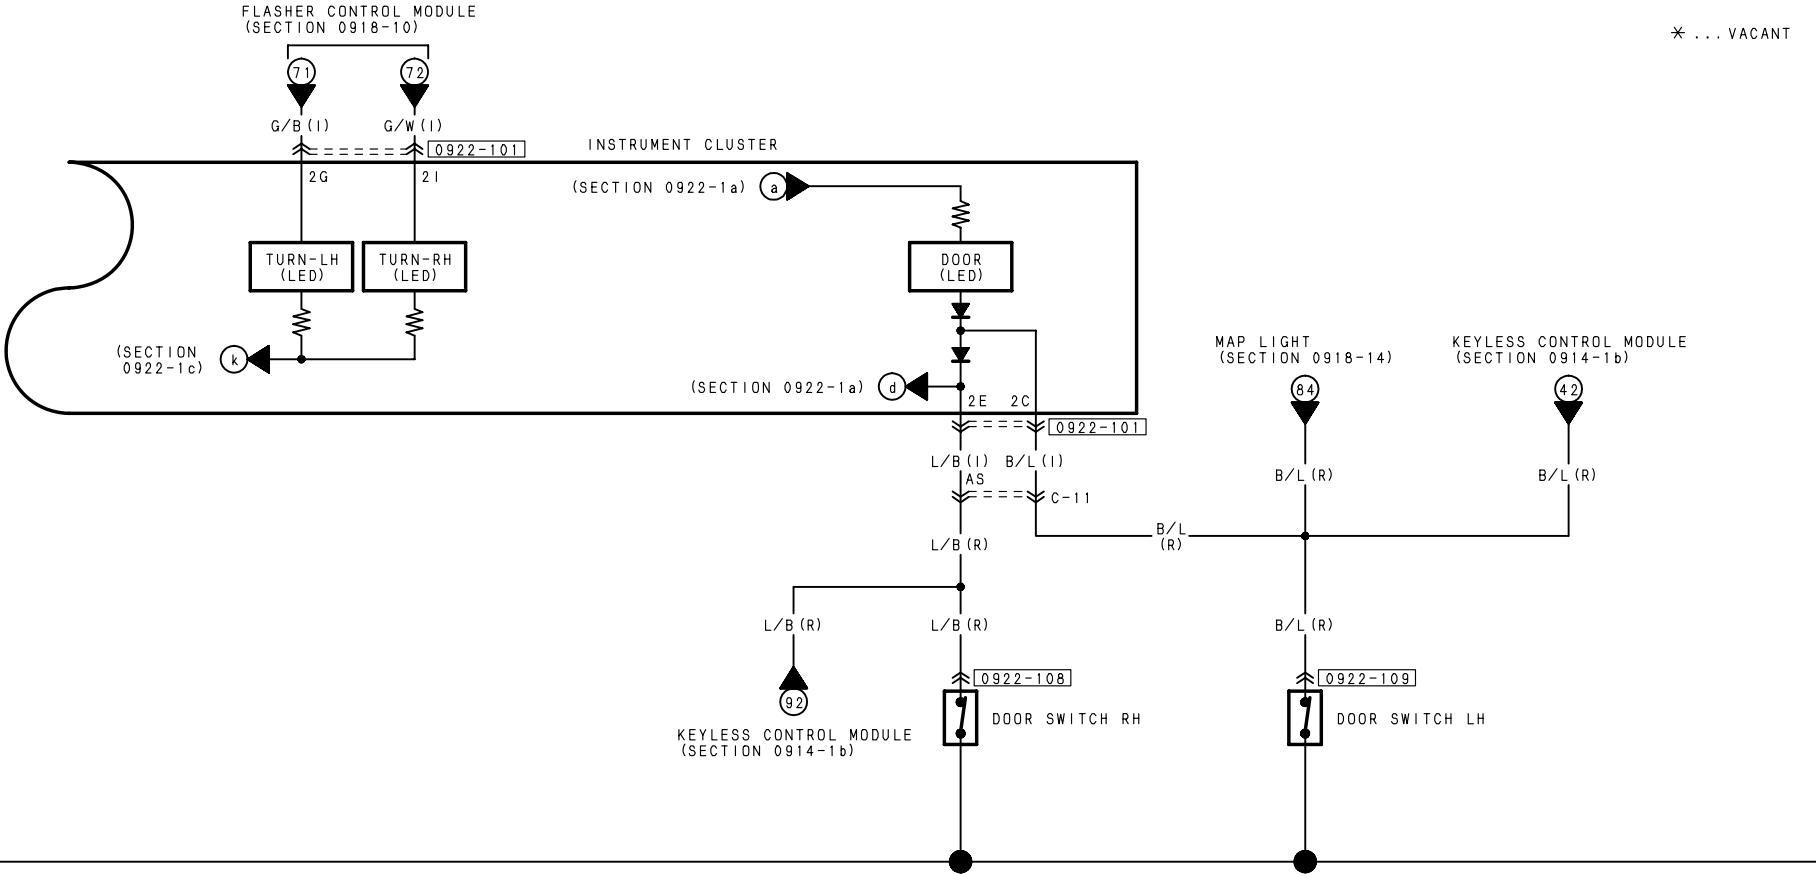 FLASHER CONTROL MODULE
(SECTION 0918-10)
* ... VACANT
71
72
G/B (I)
G/W (I)
0922-101
INSTRUMENT CLUSTER
2G
2I
(SECTION 0922-1a)
a
TURN-LH
(LED)
TURN-RH
(LED)
DOOR
(LED)
(SECTION
0922-1c)
k
(SECTION 0922-1a)
d
2E
2C
0922-101
MAP LIGHT
(SECTION 0918-14)
84
KEYLESS CONTROL MODULE
(SECTION 0914-1b)
42
L/B (I)
B/L (I)
AS
C-11
B/L (R)
B/L (R)
B/L
(R)
L/B (R)
L/B (R)
L/B (R)
B/L (R)
0922-108
0922-109
92
DOOR SWITCH RH
DOOR SWITCH LH
KEYLESS CONTROL MODULE
(SECTION 0914-1b)